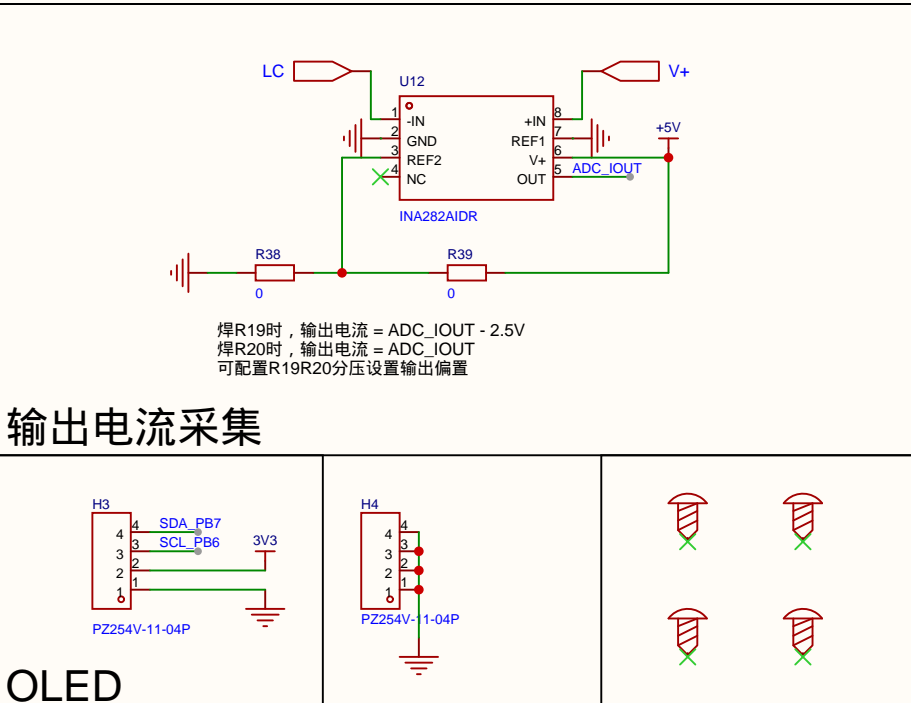 LC
V+
U12
1
-IN
2
GND
3
REF2
4
NC
+IN
8
REF1
7
V+
6
OUT
5
+5V
ADC_IOUT
INA282AIDR
R38
0
R39
0
焊R19时，输出电流 = ADC_IOUT - 2.5V
焊R20时，输出电流 = ADC_IOUT
可配置R19R20分压设置输出偏置
输出电流采集
H3
4
4
SDA_PB7
3
3
SCL_PB6
2
2
3V3
1
1
PZ254V-11-04P
OLED
H4
4
4
3
3
2
2
1
1
PZ254V-11-04P